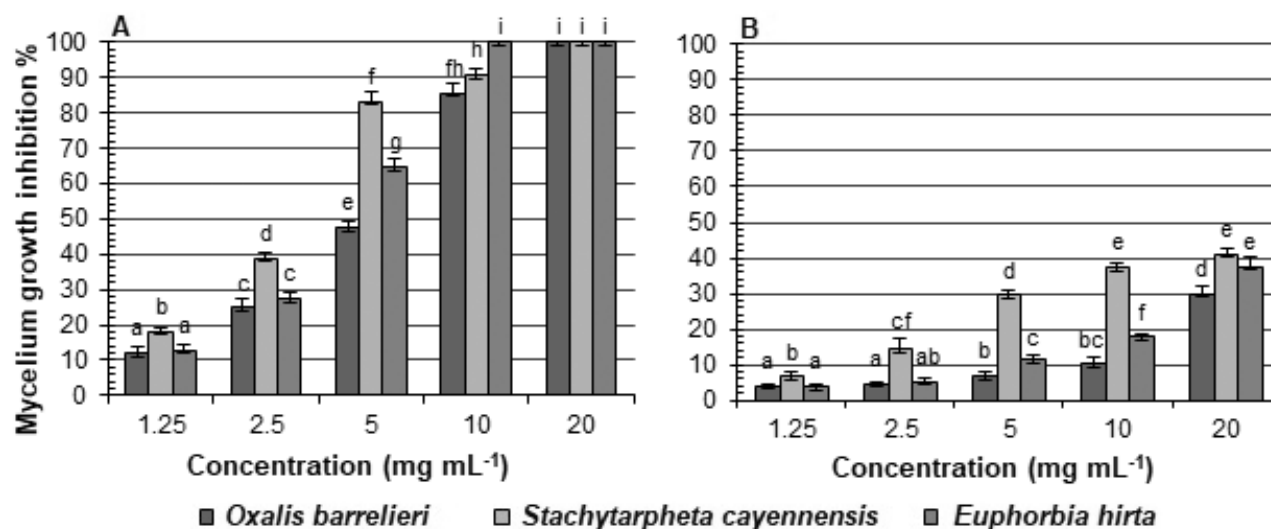 A
B
Mycelium growth inhibition %
100
90
80
70
60
50
40
30
20
10
0
a b a
c d c
e f g
fh h i
i i i
1.25 2.5 5 10 20
Concentration (mg mL-1)
100
90
80
70
60
50
40
30
20
10
0
a b a
a cf ab
b d c
bc e f
d e e
1.25 2.5 5 10 20
Concentration (mg mL-1)
Oxalis barrelieri Stachytarpheta cayennensis Euphorbia hirta